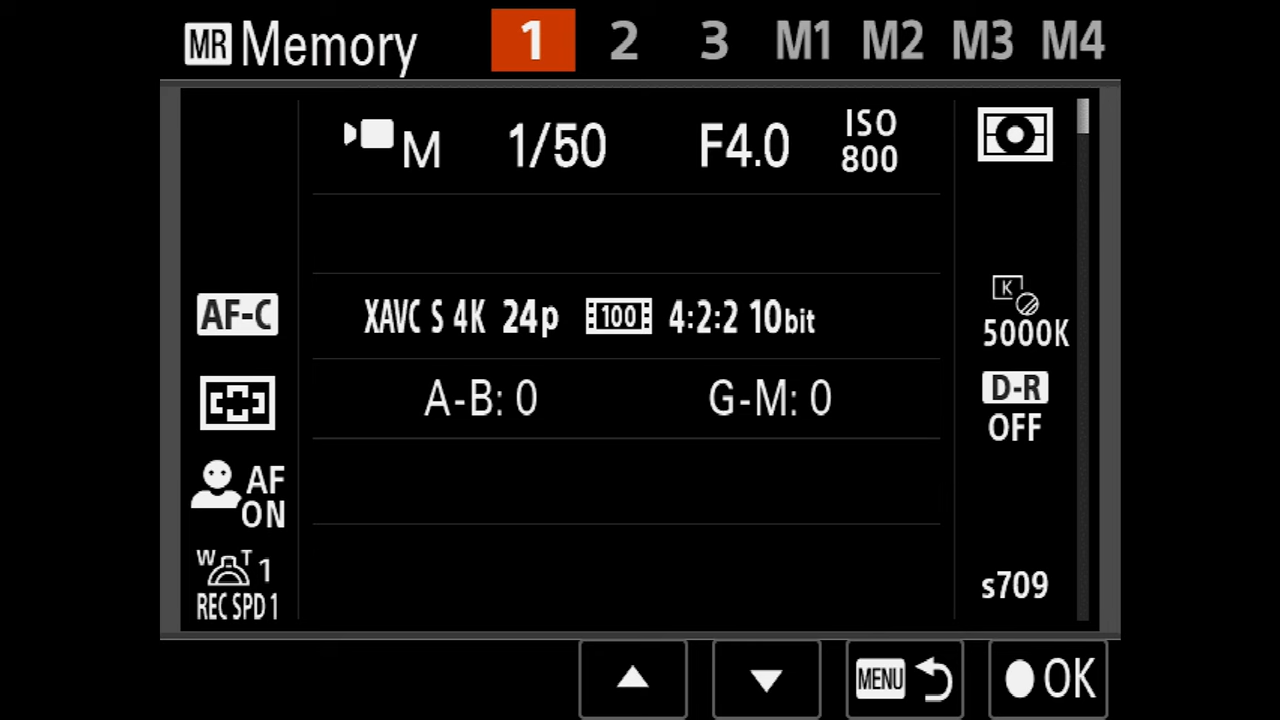 MR Memory 1 2 3 M1 M2 M3 M4
M 1/50 F4.0 ISO 800
AF-C XAVC S 4K 24p 100 4:2:2 10bit K 5000K
A-B: 0 G-M: 0 D-R OFF
AF ON
W T 1
REC SPD 1 s709
MENU OK